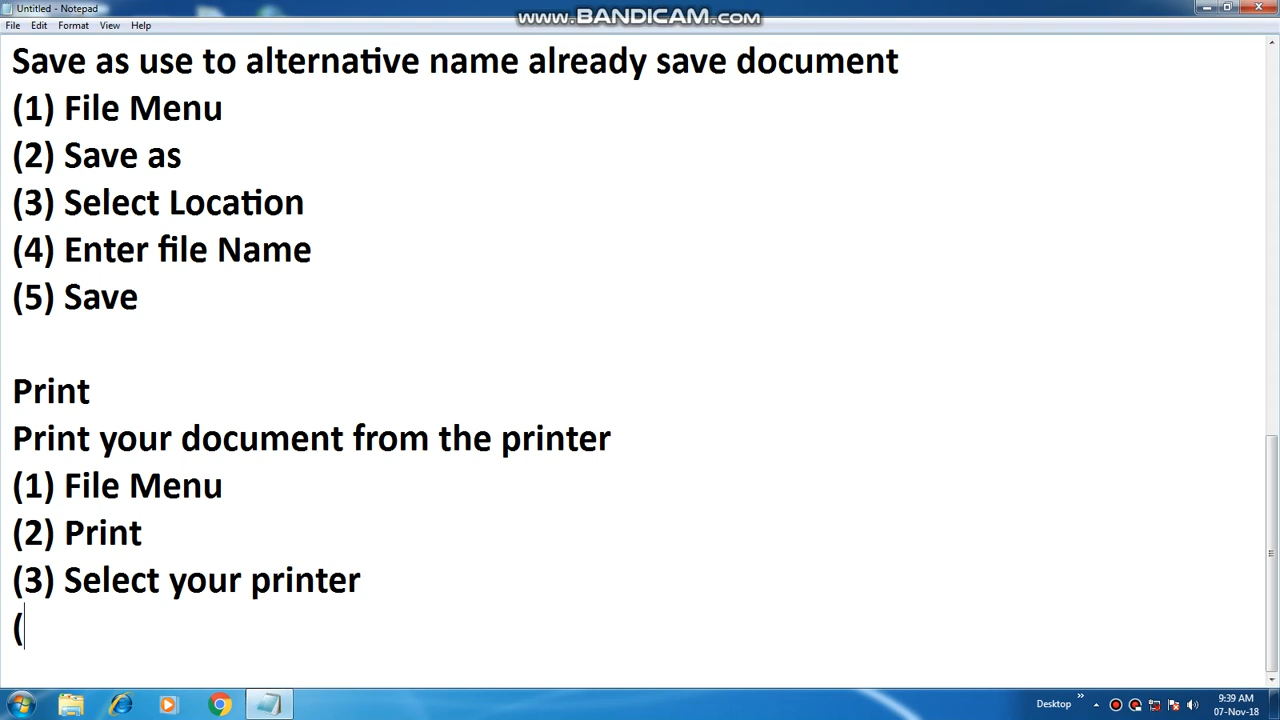 Untitled - Notepad
www.BANDICAM.com
File Edit Format View Help
Save as use to alternative name already save document
(1) File Menu
(2) Save as
(3) Select Location
(4) Enter file Name
(5) Save
Print
Print your document from the printer
(1) File Menu
(2) Print
(3) Select your printer
(
Desktop
9:39 AM
07-Nov-18